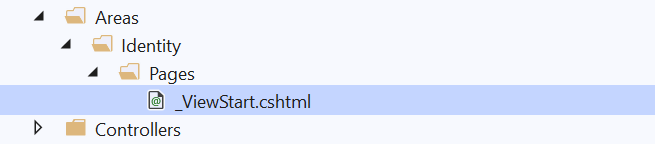 Areas
Identity
Pages
_ViewStart.cshtml
Controllers